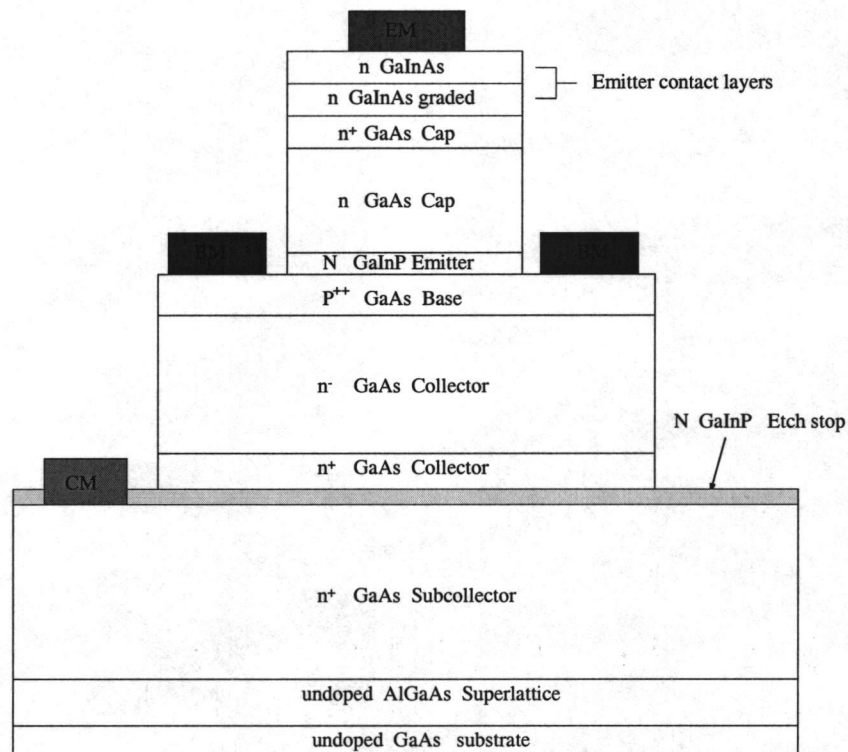 EM
n GaInAs
n GaInAs graded
Emitter contact layers
n⁺ GaAs Cap
n GaAs Cap
BM
BM
N GaInP Emitter
P⁺⁺ GaAs Base
n⁻ GaAs Collector
N GaInP Etch stop
n⁺ GaAs Collector
CM
n⁺ GaAs Subcollector
undoped AlGaAs Superlattice
undoped GaAs substrate